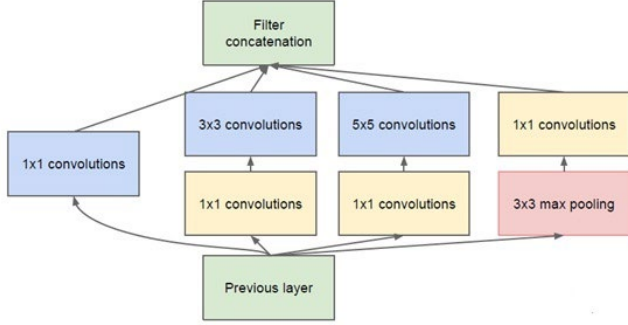 Filter
concatenation
3x3 convolutions
5x5 convolutions
1x1 convolutions
1x1 convolutions
1x1 convolutions
1x1 convolutions
3x3 max pooling
Previous layer